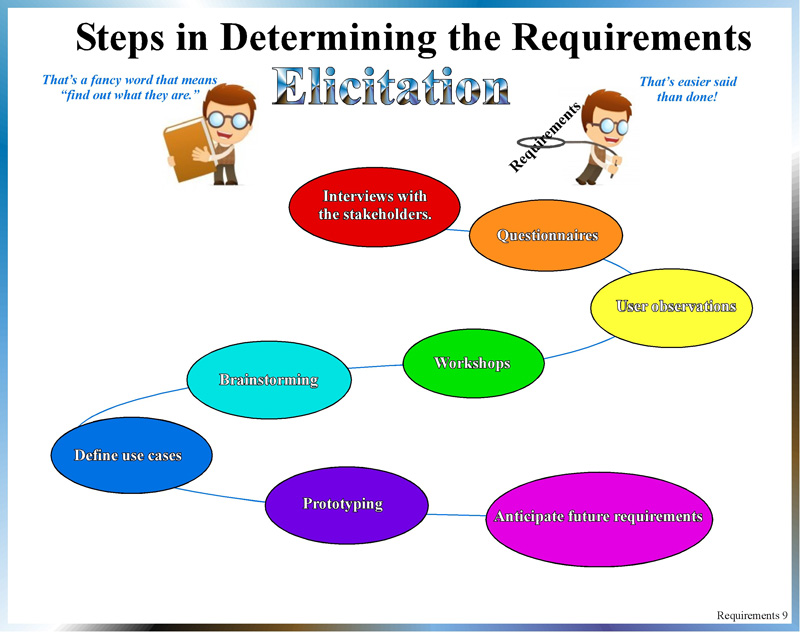 Steps in Determining the Requirements
Elicitation
That's a fancy word that means
“find out what they are.”
That's easier said
than done!
Requirements
Interviews with
the stakeholders.
Questionnaires
User observations
Workshops
Brainstorming
Define use cases
Prototyping
Anticipate future requirements
Requirements 9